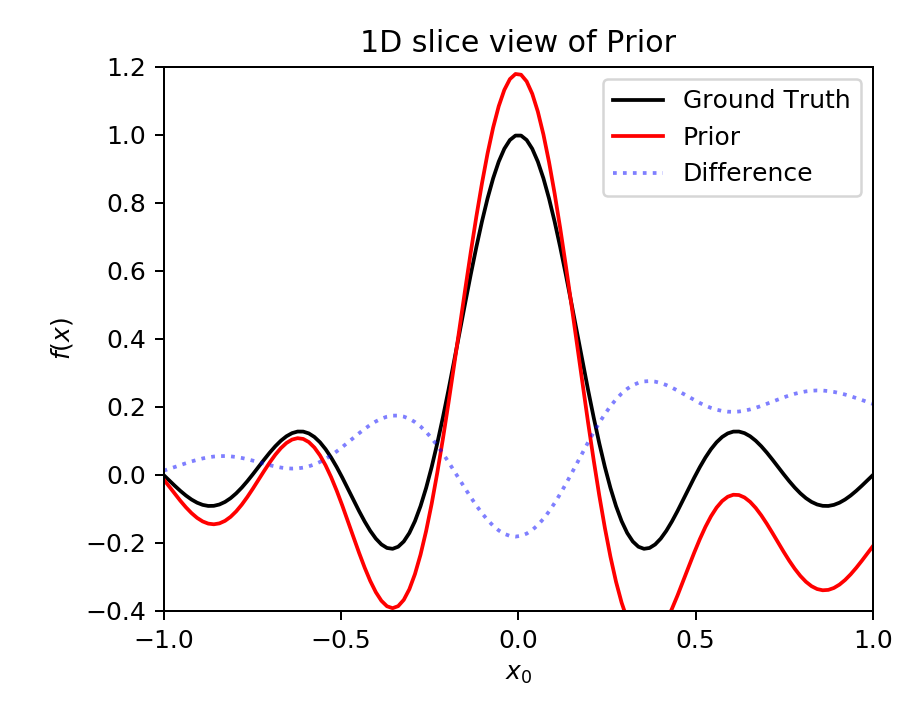 1D slice view of Prior
1.2
1.0
0.8
0.6
0.4
0.2
0.0
−0.2
−0.4
f(x)
Ground Truth
Prior
Difference
−1.0
−0.5
0.0
0.5
1.0
x₀